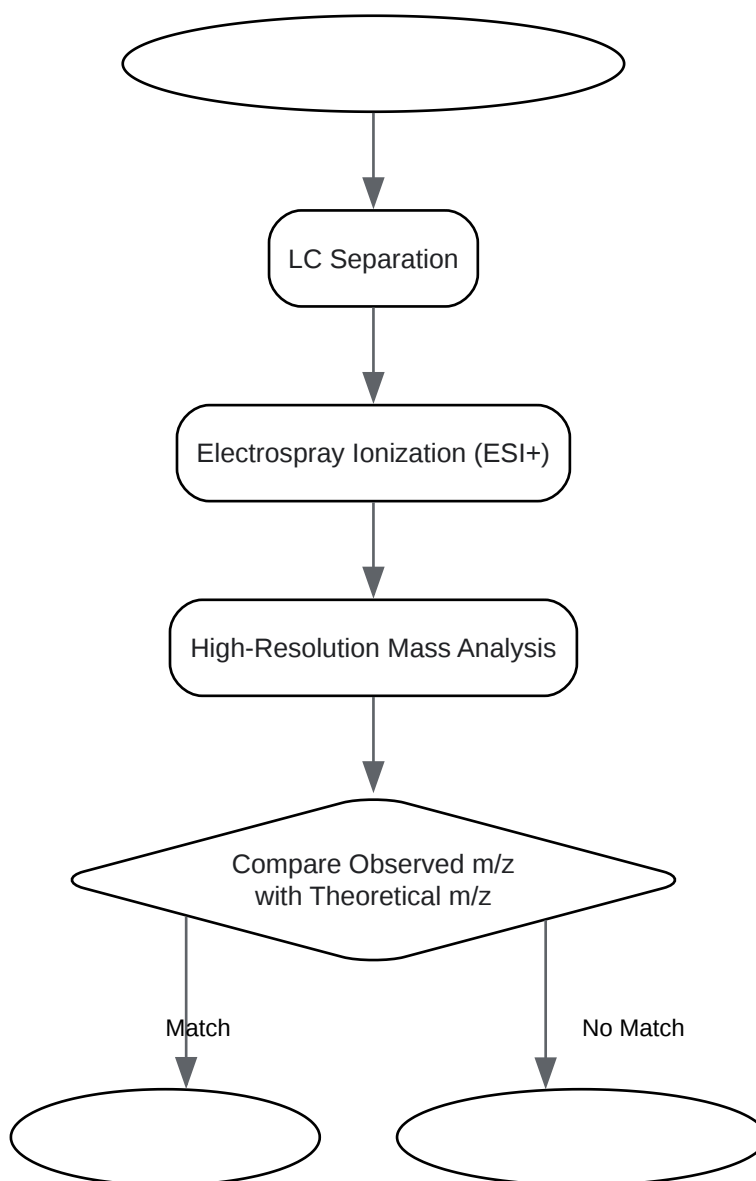 LC Separation
Electrospray Ionization (ESI+)
High-Resolution Mass Analysis
Compare Observed m/z
with Theoretical m/z
Match
No Match